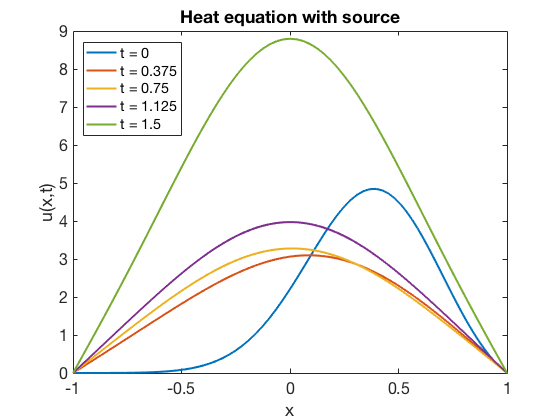 Heat equation with source
9
8
7
6
5
4
3
2
1
0
u(x,t)
t = 0
t = 0.375
t = 0.75
t = 1.125
t = 1.5
-1 -0.5 0 0.5 1
x